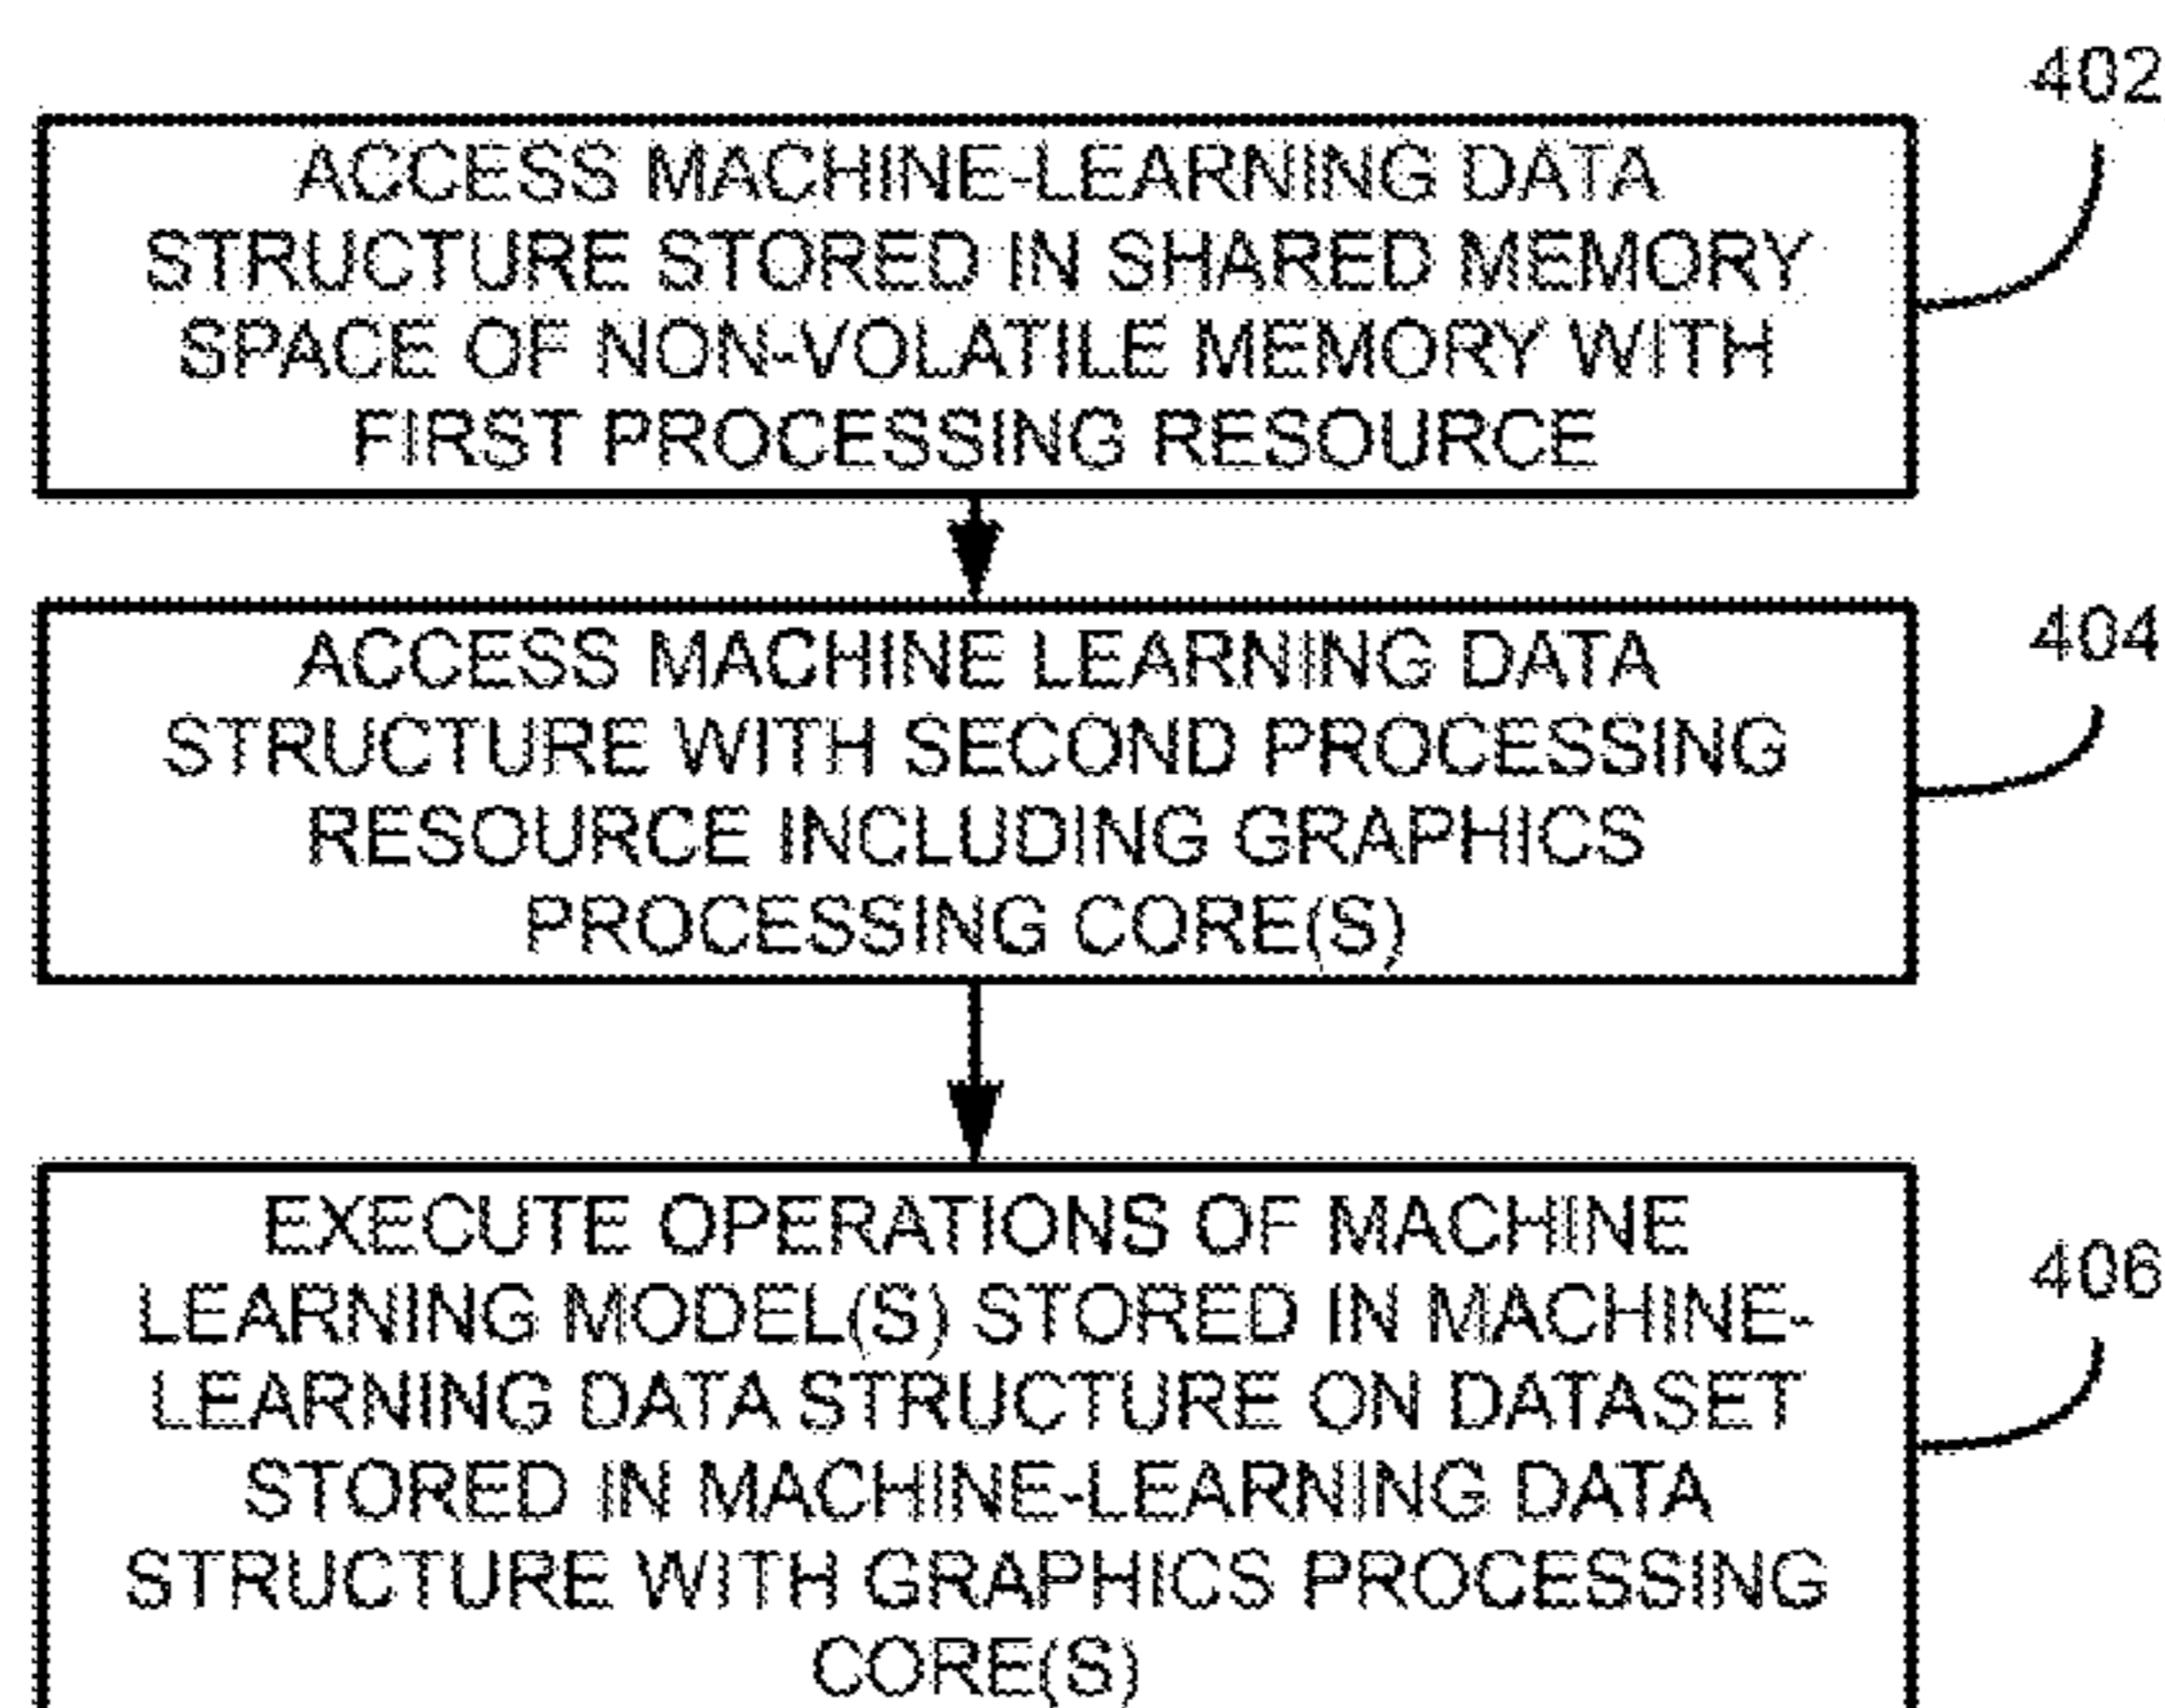 402
ACCESS MACHINE-LEARNING DATA
STRUCTURE STORED IN SHARED MEMORY
SPACE OF NON-VOLATILE MEMORY WITH
FIRST PROCESSING RESOURCE
404
ACCESS MACHINE LEARNING DATA
STRUCTURE WITH SECOND PROCESSING
RESOURCE INCLUDING GRAPHICS
PROCESSING CORE(S)
406
EXECUTE OPERATIONS OF MACHINE
LEARNING MODEL(S) STORED IN MACHINE-
LEARNING DATA STRUCTURE ON DATASET
STORED IN MACHINE-LEARNING DATA
STRUCTURE WITH GRAPHICS PROCESSING
CORE(S)